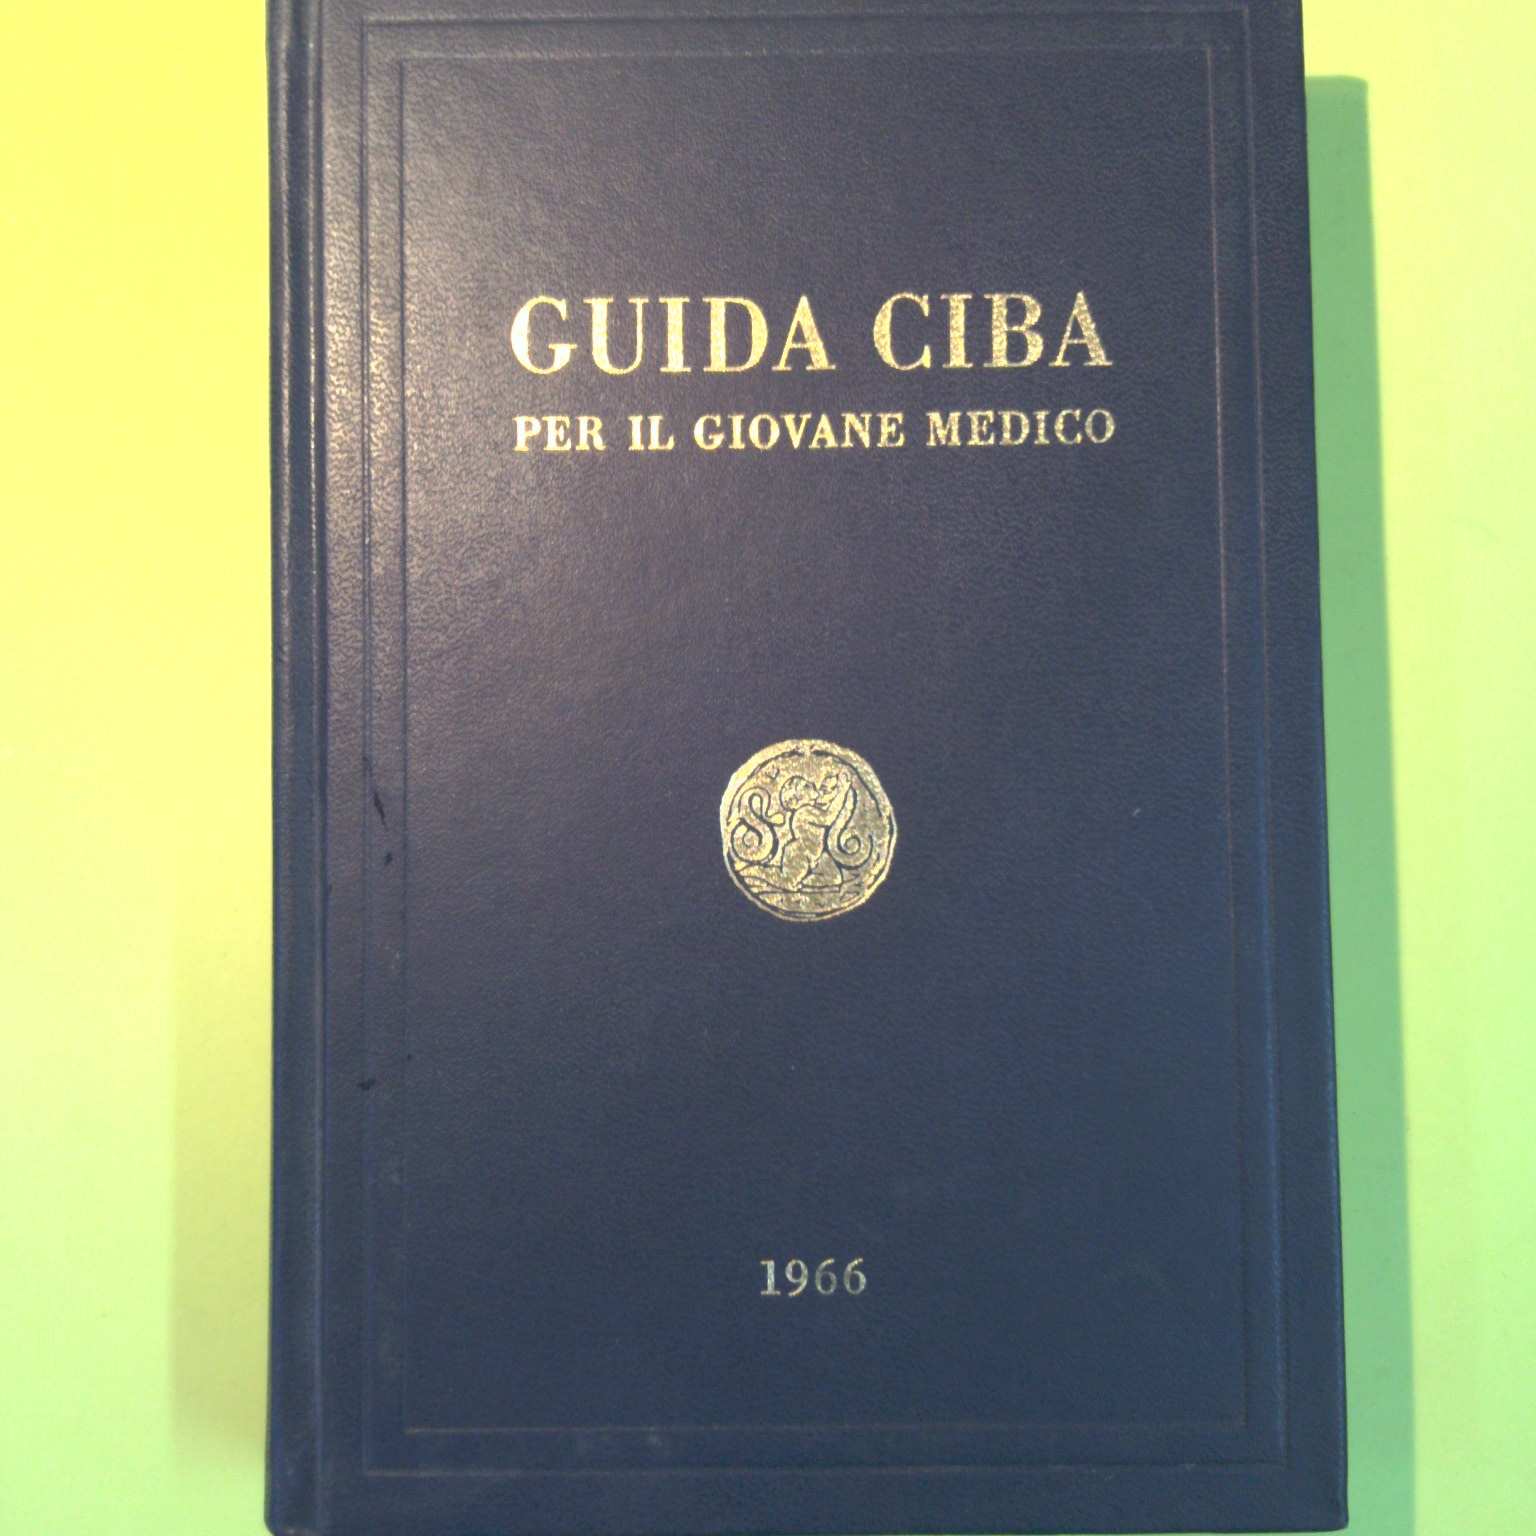 GUIDA CIBA
PER IL GIOVANE MEDICO
1966